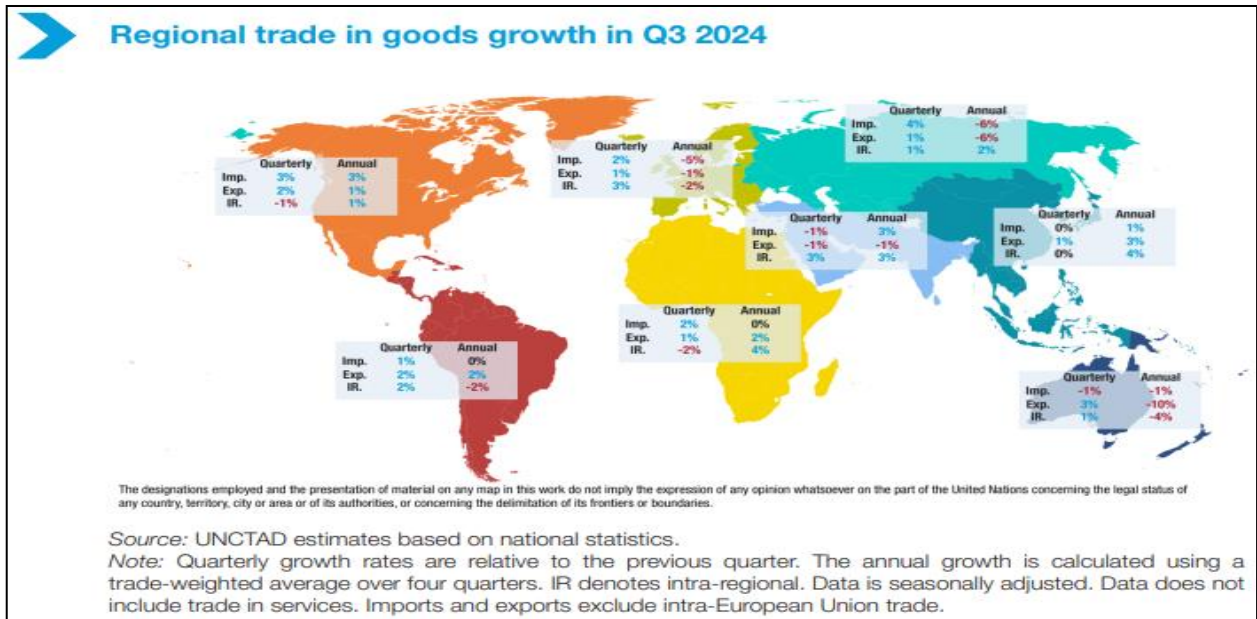 Regional trade in goods growth in Q3 2024
Quarterly Annual
Imp. 4% -6%
Exp. 1% -6%
IR. 1% 2%
Quarterly Annual
Imp. 2% -5%
Exp. 1% -1%
IR. 3% -2%
Quarterly Annual
Imp. 3% 3%
Exp. 2% 1%
IR. -1% 1%
Quarterly Annual
Imp. -1% 3%
Exp. -1% -1%
IR. 3% 3%
Quarterly Annual
Imp. 0% 1%
Exp. 1% 3%
IR. 0% 4%
Quarterly Annual
Imp. 2% 0%
Exp. 1% 2%
IR. -2% 4%
Quarterly Annual
Imp. 1% 0%
Exp. 2% 2%
IR. 2% -2%
Quarterly Annual
Imp. -1% -1%
Exp. 3% -10%
IR. 1% -4%
The designations employed and the presentation of material on any map in this work do not imply the expression of any opinion whatsoever on the part of the United Nations concerning the legal status of
any country, territory, city or area or of its authorities, or concerning the delimitation of its frontiers or boundaries.
Source: UNCTAD estimates based on national statistics.
Note: Quarterly growth rates are relative to the previous quarter. The annual growth is calculated using a
trade-weighted average over four quarters. IR denotes intra-regional. Data is seasonally adjusted. Data does not
include trade in services. Imports and exports exclude intra-European Union trade.